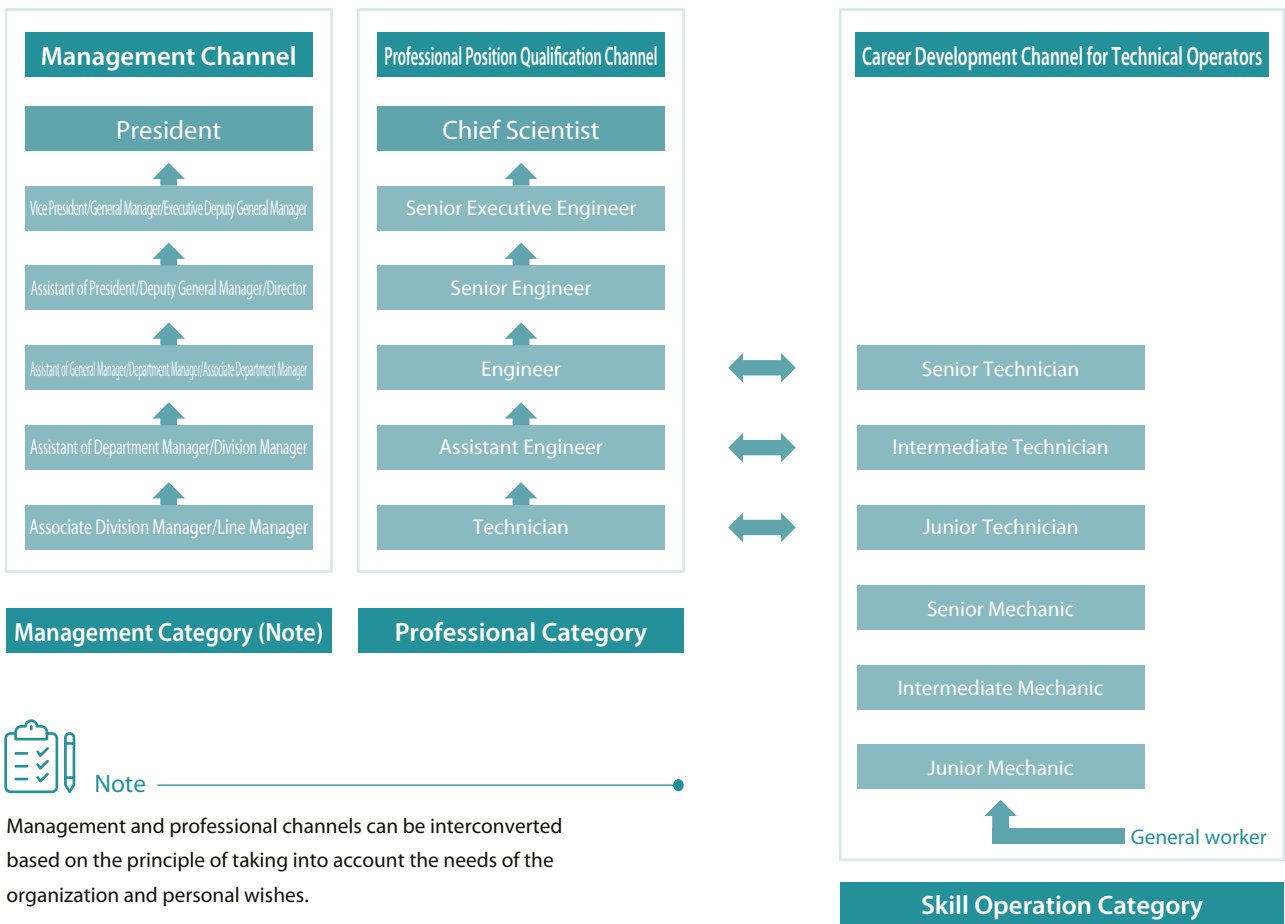 Management Channel
President
Vice President/General Manager/Executive Deputy General Manager
Assistant of President/Deputy General Manager/Director
Assistant of General Manager/Department Manager/Associate Department Manager
Assistant of Department Manager/Division Manager
Associate Division Manager/Line Manager
Management Category (Note)
Professional Position Qualification Channel
Chief Scientist
Senior Executive Engineer
Senior Engineer
Engineer
Assistant Engineer
Technician
Professional Category
Career Development Channel for Technical Operators
Senior Technician
Intermediate Technician
Junior Technician
Senior Mechanic
Intermediate Mechanic
Junior Mechanic
General worker
Skill Operation Category
Note
Management and professional channels can be interconverted
based on the principle of taking into account the needs of the
organization and personal wishes.